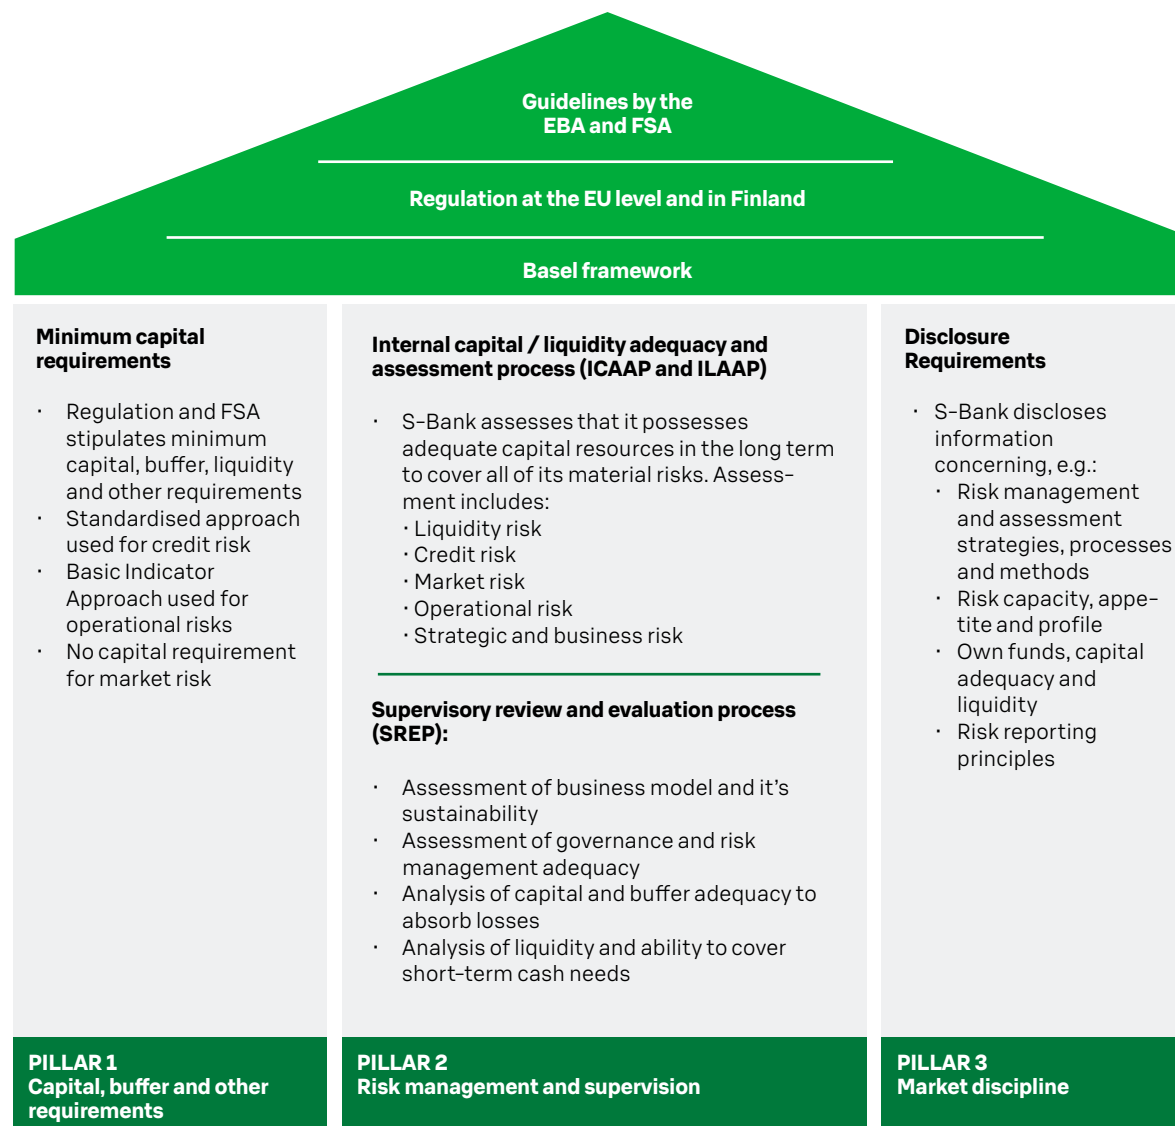 Guidelines by the
EBA and FSA
Regulation at the EU level and in Finland
Basel framework
Minimum capital
requirements
· Regulation and FSA
stipulates minimum
capital, buffer, liquidity
and other requirements
· Standardised approach
used for credit risk
· Basic Indicator
Approach used for
operational risks
· No capital requirement
for market risk
PILLAR 1
Capital, buffer and other
requirements
Internal capital / liquidity adequacy and
assessment process (ICAAP and ILAAP)
· S-Bank assesses that it possesses
adequate capital resources in the long term
to cover all of its material risks. Assess-
ment includes:
· Liquidity risk
· Credit risk
· Market risk
· Operational risk
· Strategic and business risk
Supervisory review and evaluation process
(SREP):
· Assessment of business model and it’s
sustainability
· Assessment of governance and risk
management adequacy
· Analysis of capital and buffer adequacy to
absorb losses
· Analysis of liquidity and ability to cover
short-term cash needs
PILLAR 2
Risk management and supervision
Disclosure
Requirements
· S-Bank discloses
information
concerning, e.g.:
· Risk management
and assessment
strategies, processes
and methods
· Risk capacity, appe-
tite and profile
· Own funds, capital
adequacy and
liquidity
· Risk reporting
principles
PILLAR 3
Market discipline